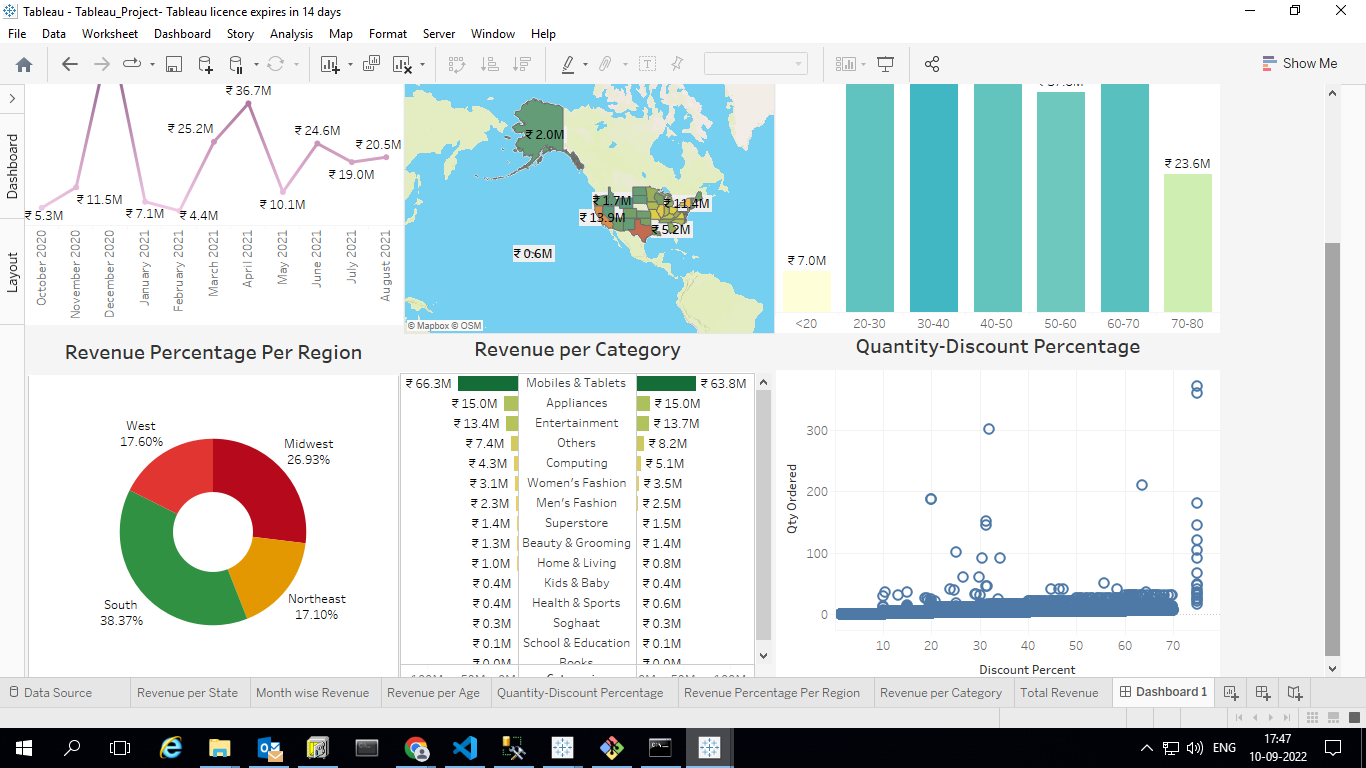 Tableau - Tableau_Project- Tableau licence expires in 14 days
File Data Worksheet Dashboard Story Analysis Map Format Server Window Help
Show Me
Dashboard
Layout
₹ 36.7M
₹ 25.2M
₹ 24.6M
₹ 20.5M
₹ 19.0M
₹ 11.5M
₹ 10.1M
₹ 5.3M
₹ 7.1M
₹ 4.4M
October 2020
November 2020
December 2020
January 2021
February 2021
March 2021
April 2021
May 2021
June 2021
July 2021
August 2021
₹ 2.0M
₹ 1.7M
₹ 11.4M
₹ 13.9M
₹ 5.2M
₹ 0.6M
© Mapbox © OSM
₹ 23.6M
₹ 7.0M
<20 20-30 30-40 40-50 50-60 60-70 70-80
Revenue Percentage Per Region
West
17.60%
Midwest
26.93%
South
38.37%
Northeast
17.10%
Revenue per Category
₹ 66.3M Mobiles & Tablets ₹ 63.8M
₹ 15.0M Appliances ₹ 15.0M
₹ 13.4M Entertainment ₹ 13.7M
₹ 7.4M Others ₹ 8.2M
₹ 4.3M Computing ₹ 5.1M
₹ 3.1M Women's Fashion ₹ 3.5M
₹ 2.3M Men's Fashion ₹ 2.5M
₹ 1.4M Superstore ₹ 1.5M
₹ 1.3M Beauty & Grooming ₹ 1.4M
₹ 1.0M Home & Living ₹ 0.8M
₹ 0.4M Kids & Baby ₹ 0.4M
₹ 0.4M Health & Sports ₹ 0.6M
₹ 0.3M Soghaat ₹ 0.3M
₹ 0.1M School & Education ₹ 0.1M
₹ 0.0M Books ₹ 0.0M
Quantity-Discount Percentage
Qty Ordered
300
200
100
0
10 20 30 40 50 60 70
Discount Percent
Data Source Revenue per State Month wise Revenue Revenue per Age Quantity-Discount Percentage Revenue Percentage Per Region Revenue per Category Total Revenue Dashboard 1
ENG
17:47
10-09-2022